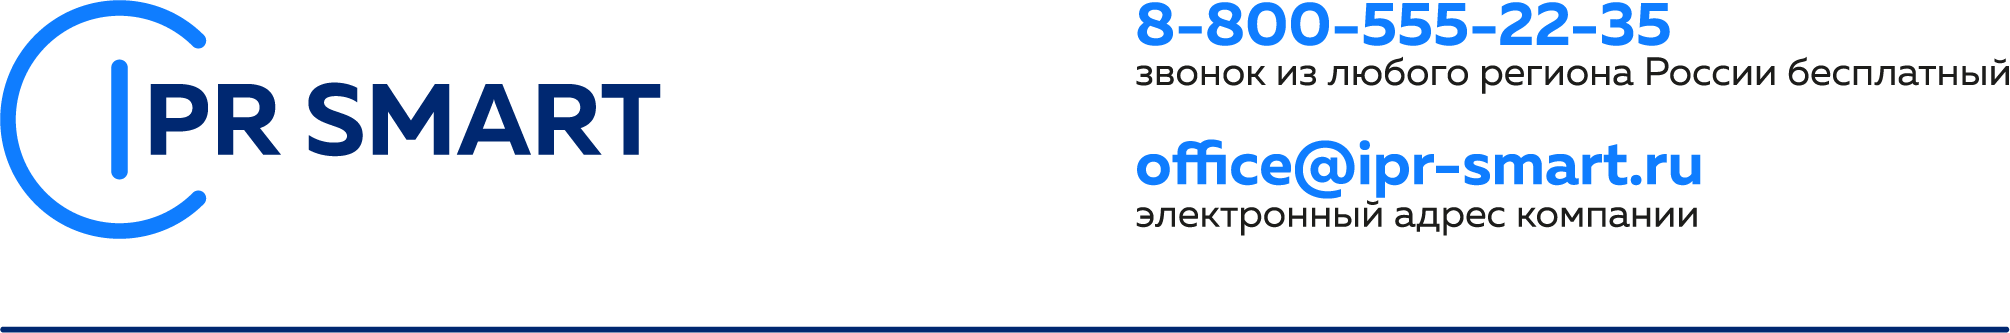 IPR SMART
8-800-555-22-35
звонок из любого региона России бесплатный
office@ipr-smart.ru
электронный адрес компании